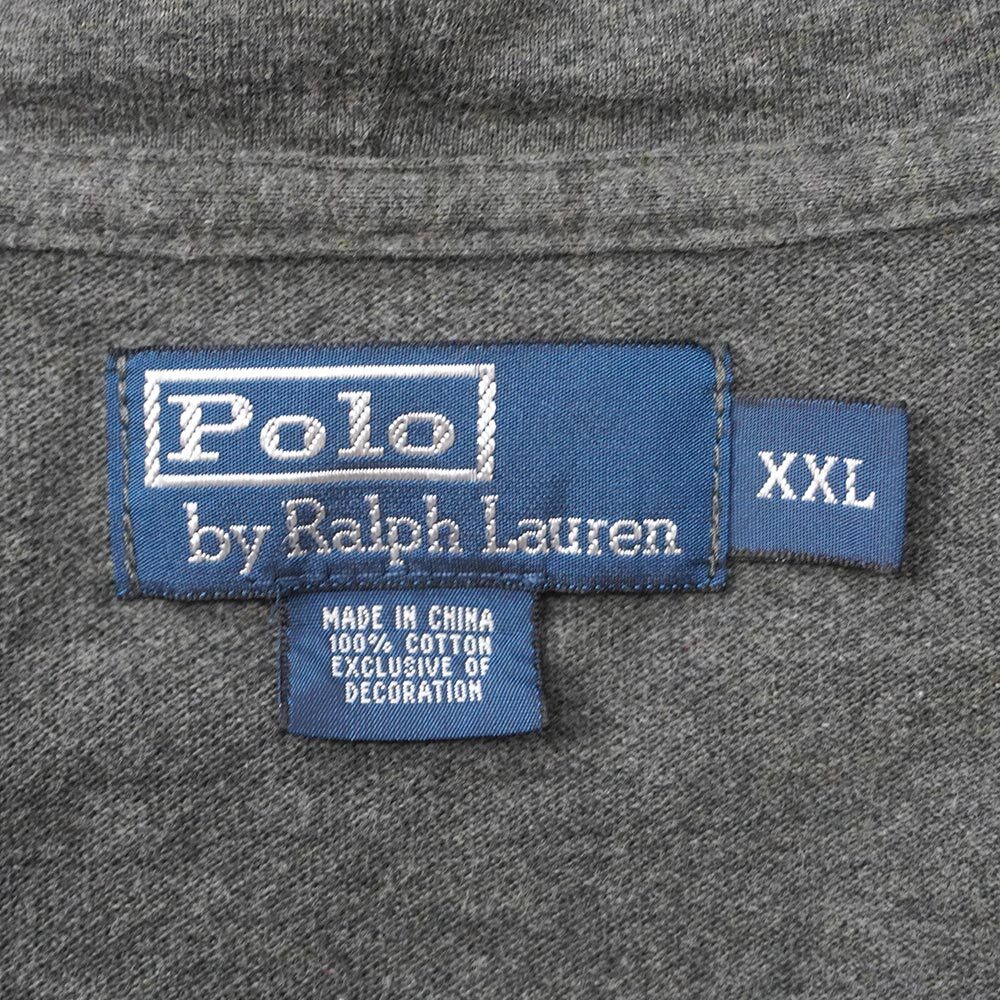 Polo
by Ralph Lauren
XXL
MADE IN CHINA
100% COTTON
EXCLUSIVE OF
DECORATION